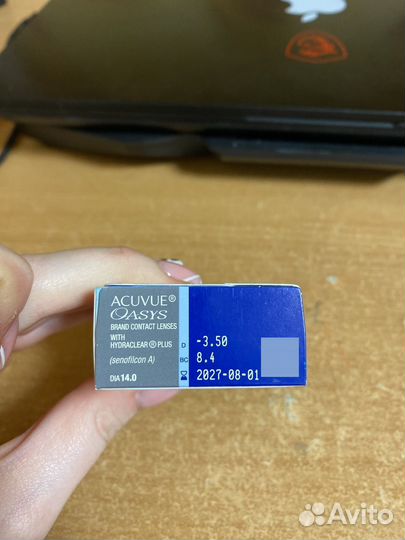 ACUVUE®
OASYS
BRAND CONTACT LENSES
WITH
HYDRACLEAR® PLUS
(senofilcon A)
DIA 14.0
D -3.50
BC 8.4
2027-08-01
Avito